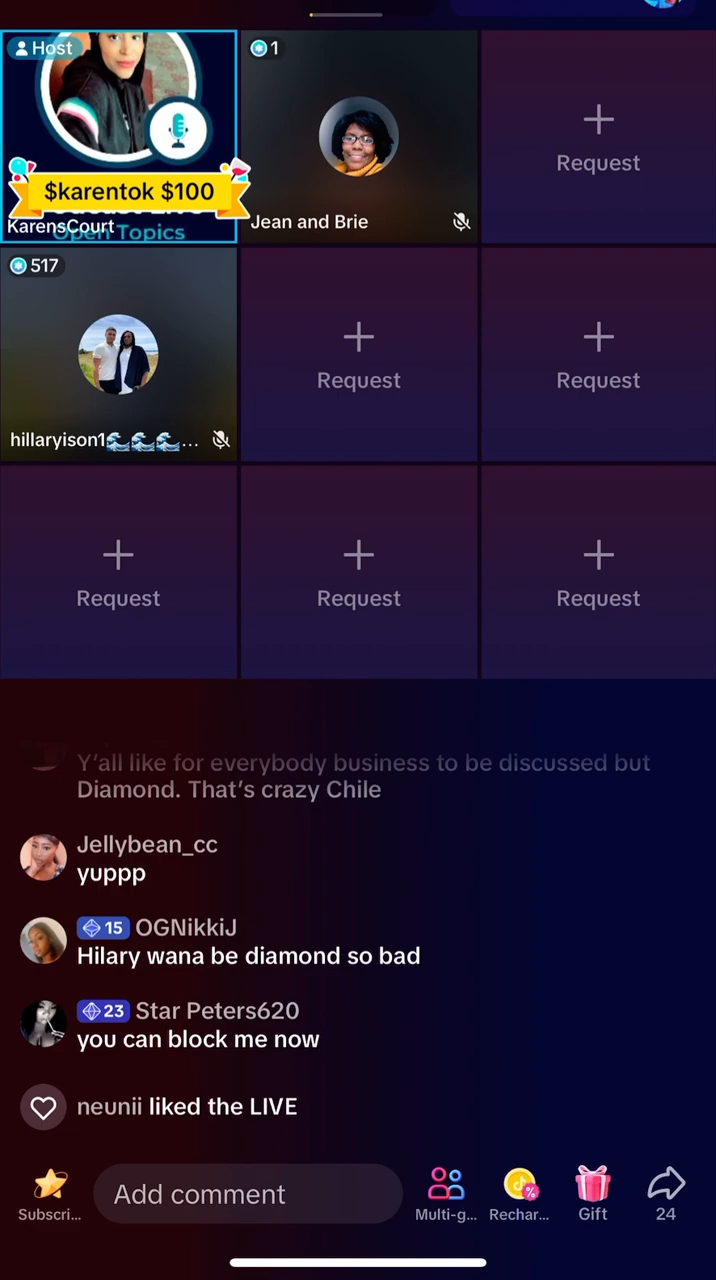 Host
$karentok $100
KarensCourt
Open Topics
1
Jean and Brie
Request
517
hillaryison1🌊🌊🌊...
Request
Request
Request
Request
Request
Y'all like for everybody business to be discussed but
Diamond. That's crazy Chile
Jellybean_cc
yuppp
15 OGNikkiJ
Hilary wana be diamond so bad
23 Star Peters620
you can block me now
neunii liked the LIVE
Subscri...
Add comment
Multi-g...
Rechar...
Gift
24